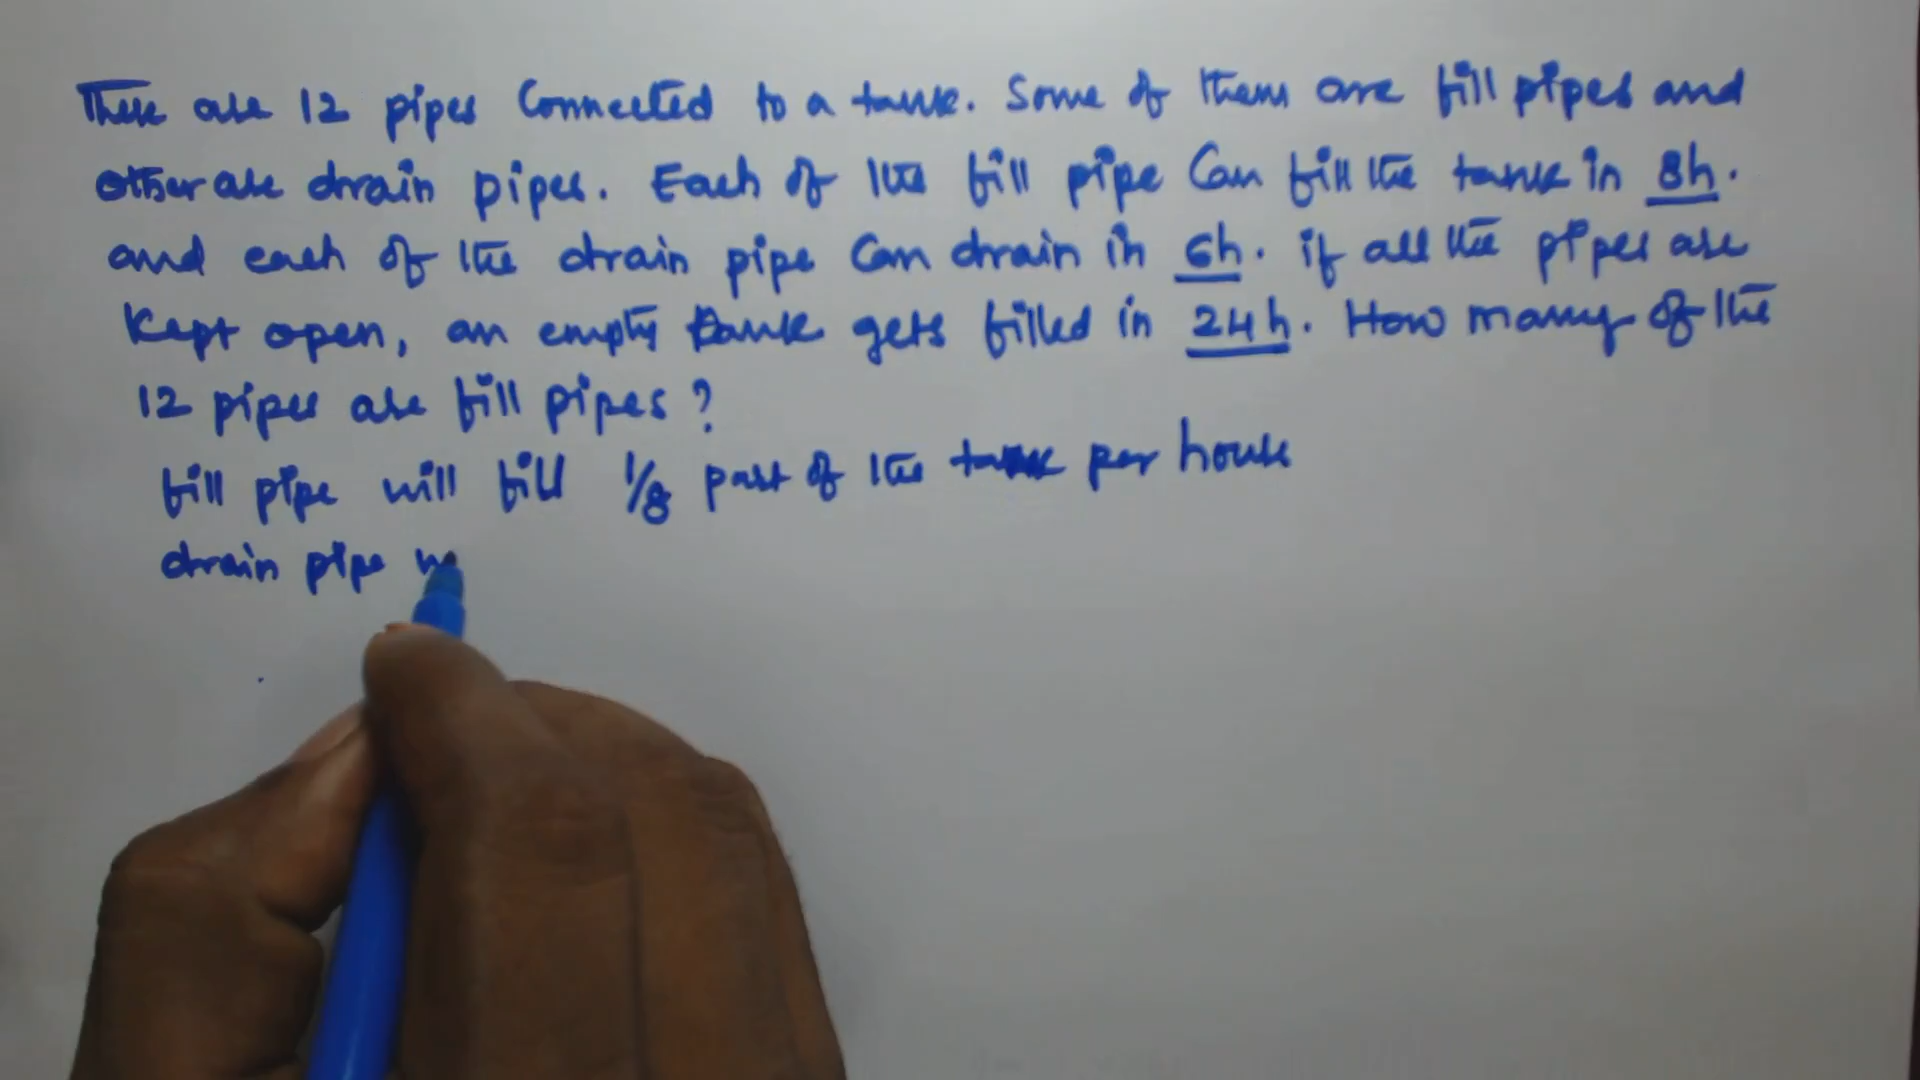 There are 12 pipes Connected to a tank. Some of them are fill pipes and
other are drain pipes. Each of the fill pipe Can fill the tank in 8h.
and each of the drain pipe Can drain in 6h. if all the pipes are
Kept open, an empty tank gets filled in 24h. How many of the
12 pipes are fill pipes?
fill pipe will fill 1/8 part of the tank per hour
drain pipe